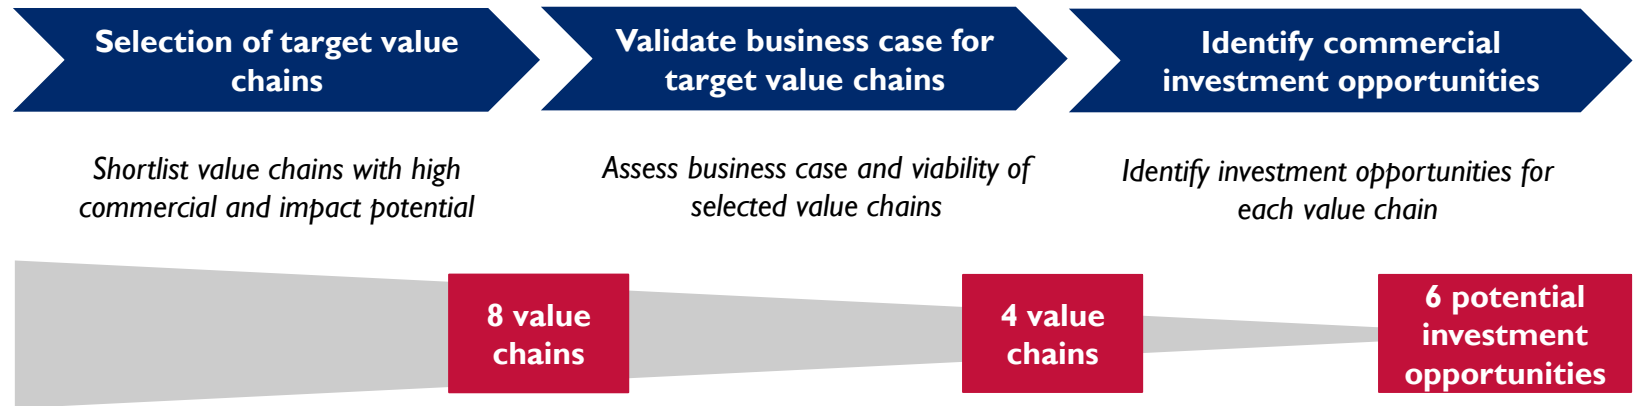 Selection of target value
chains
Validate business case for
target value chains
Identify commercial
investment opportunities
Shortlist value chains with high
commercial and impact potential
Assess business case and viability of
selected value chains
Identify investment opportunities for
each value chain
8 value
chains
4 value
chains
6 potential
investment
opportunities